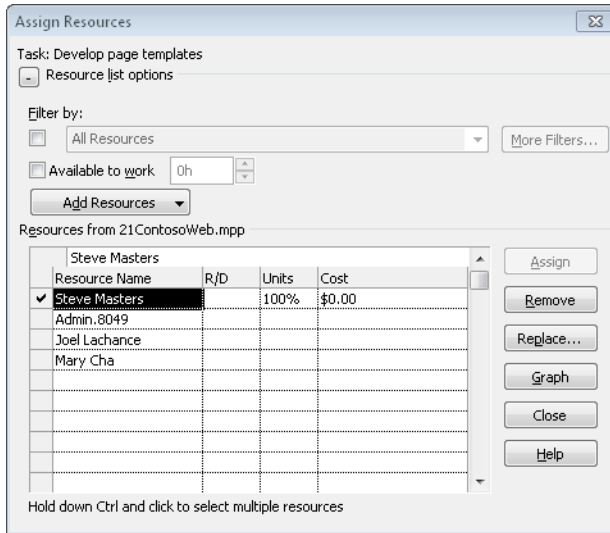 Assign Resources
Task: Develop page templates
- Resource list options
Filter by:
All Resources More Filters...
Available to work 0h
Add Resources
Resources from 21ContosoWeb.mpp
Steve Masters
Assign
Resource Name R/D Units Cost
Steve Masters 100% $0.00
Remove
Admin.8049
Joel Lachance
Replace...
Mary Cha
Graph
Close
Help
Hold down Ctrl and click to select multiple resources